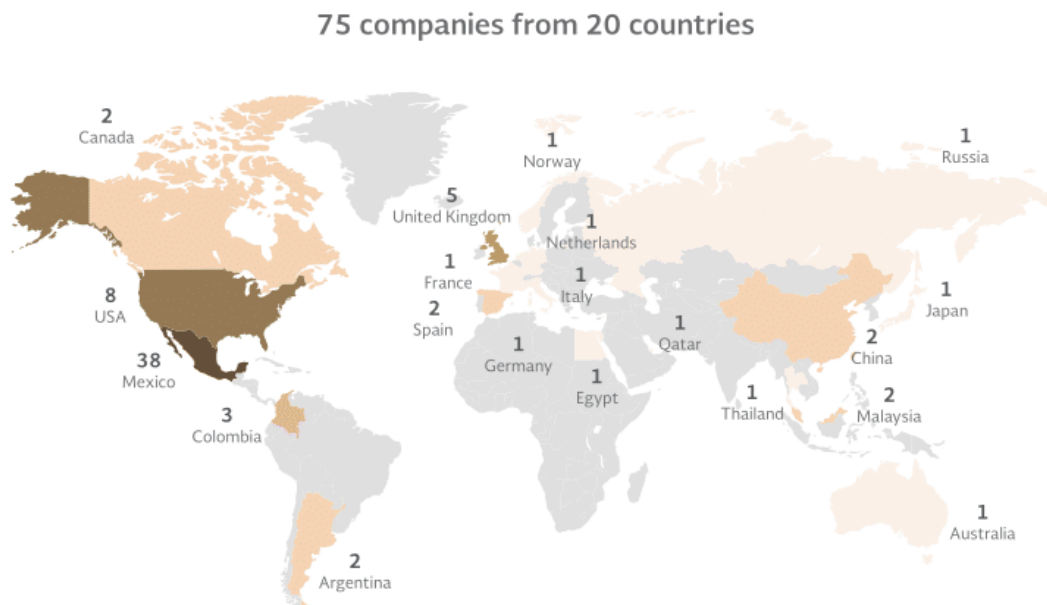 75 companies from 20 countries
2
Canada
1
Norway
1
Russia
5
United Kingdom
1
Netherlands
1
France
1
Italy
8
USA
2
Spain
1
Japan
1
Germany
1
Qatar
2
China
38
Mexico
1
Egypt
1
Thailand
2
Malaysia
3
Colombia
1
Australia
2
Argentina